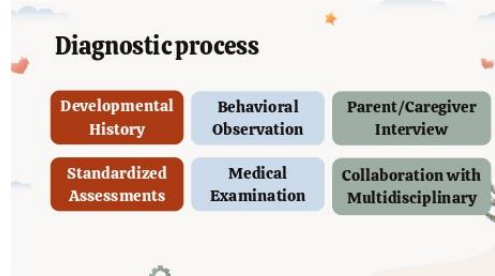 Diagnostic process
Developmental
History
Behavioral
Observation
Parent/Caregiver
Interview
Standardized
Assessments
Medical
Examination
Collaboration with
Multidisciplinary